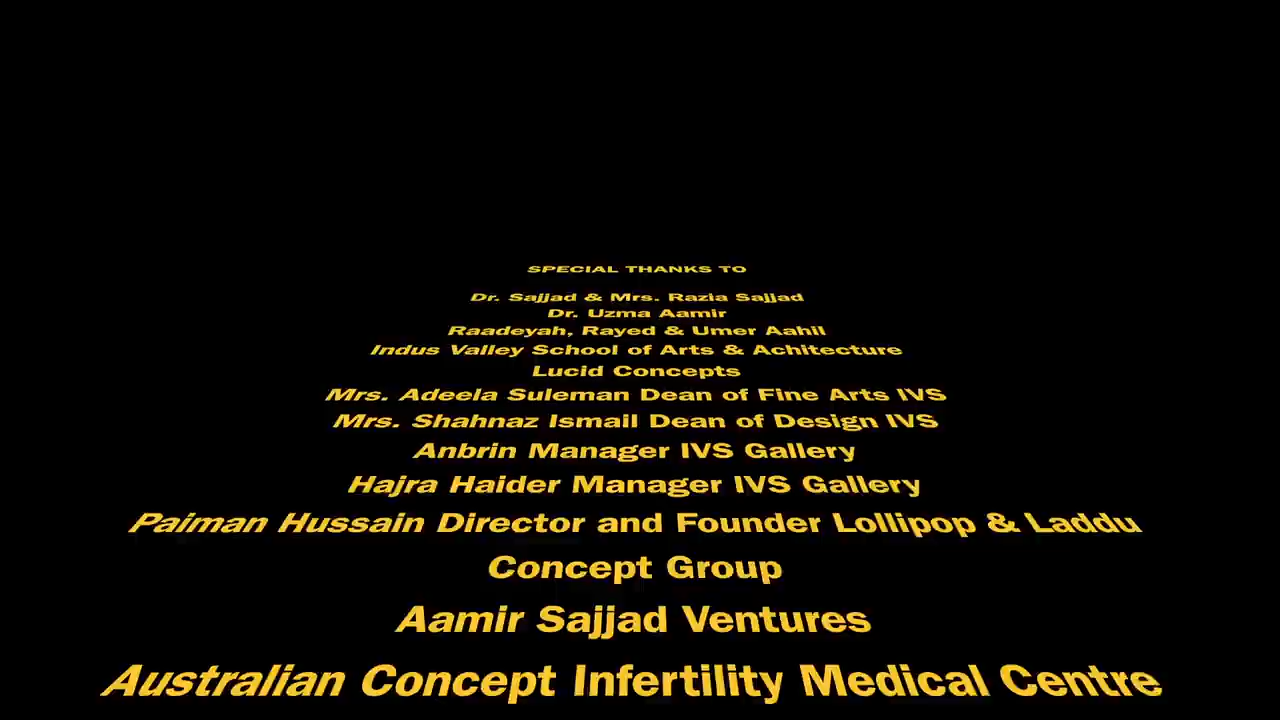 SPECIAL THANKS TO
Dr. Sajjad & Mrs. Razia Sajjad
Dr. Uzma Aamir
Raadeyah, Rayed & Umer Aahil
Indus Valley School of Arts & Achitecture
Lucid Concepts
Mrs. Adeela Suleman Dean of Fine Arts IVS
Mrs. Shahnaz Ismail Dean of Design IVS
Anbrin Manager IVS Gallery
Hajra Haider Manager IVS Gallery
Paiman Hussain Director and Founder Lollipop & Laddu
Concept Group
Aamir Sajjad Ventures
Australian Concept Infertility Medical Centre